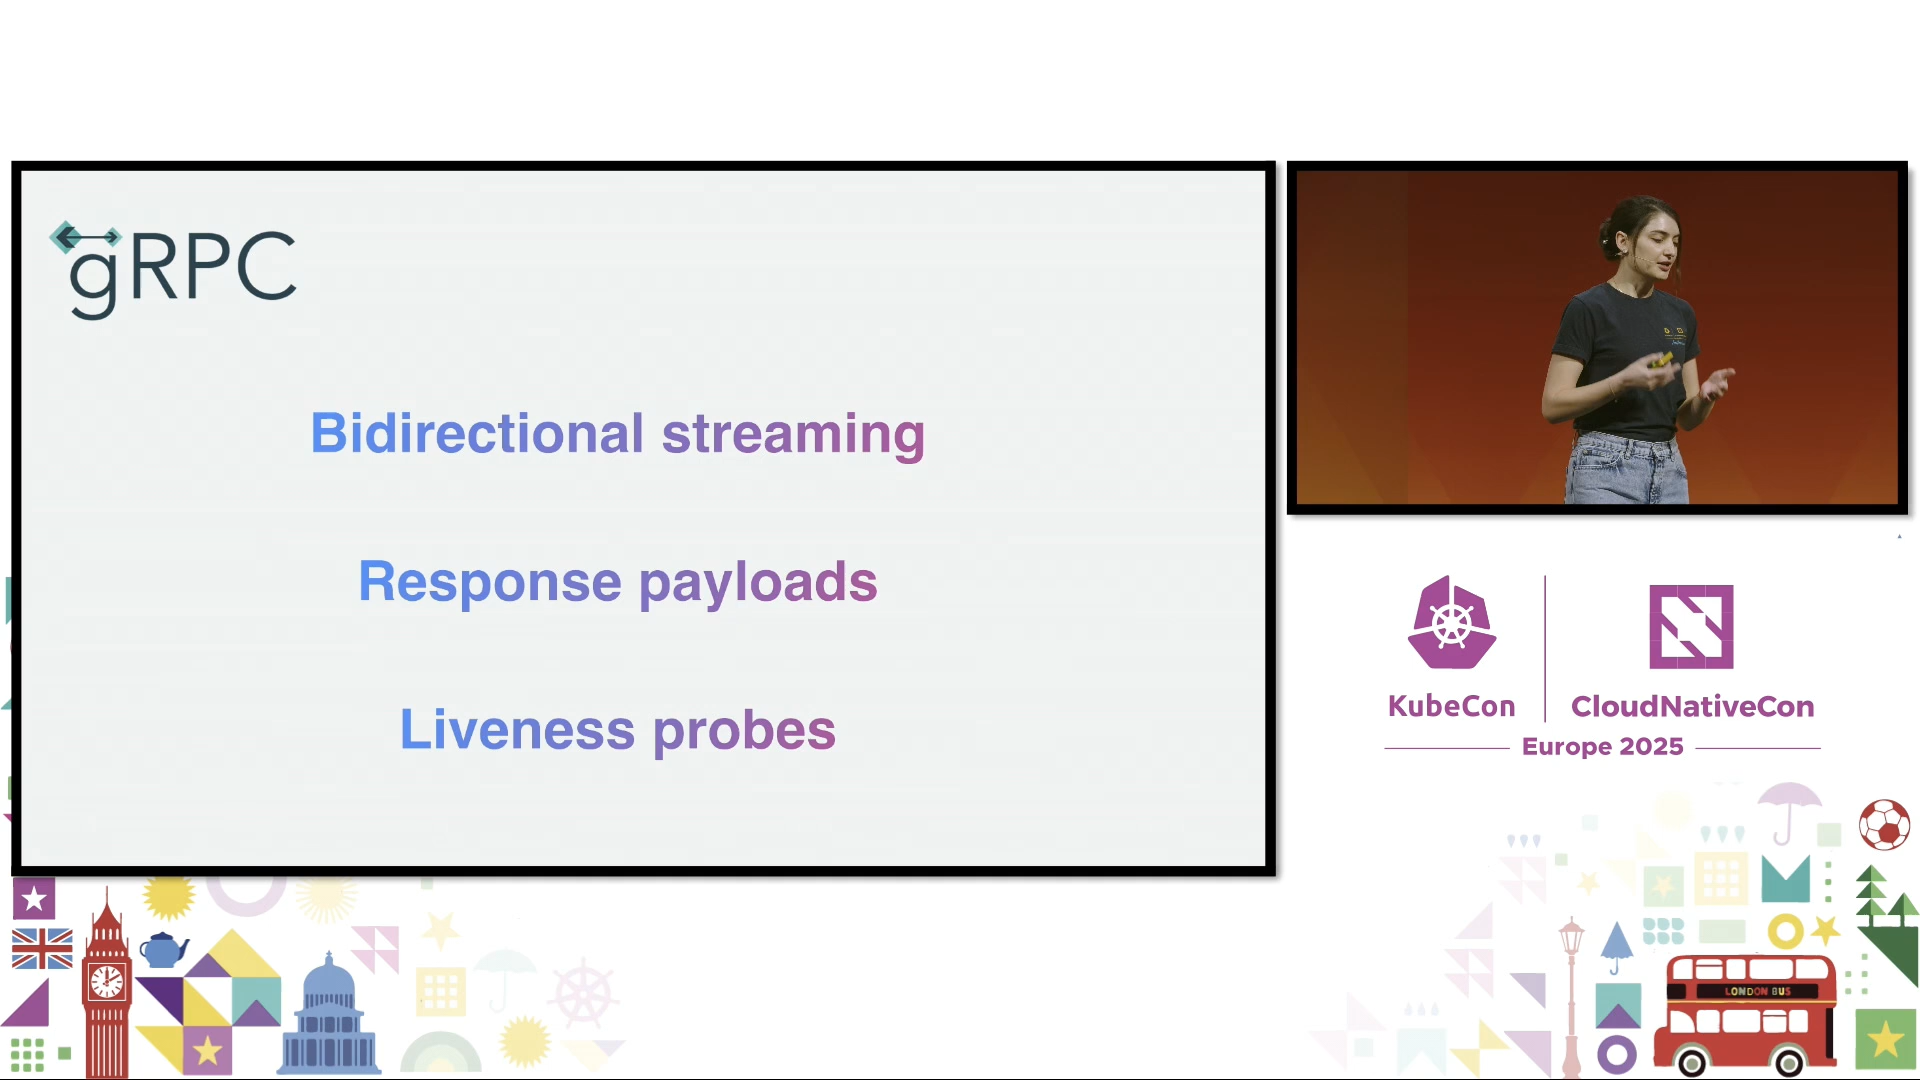 gRPC
Bidirectional streaming
Response payloads
Liveness probes
KubeCon
CloudNativeCon
Europe 2025
LONDON BUS